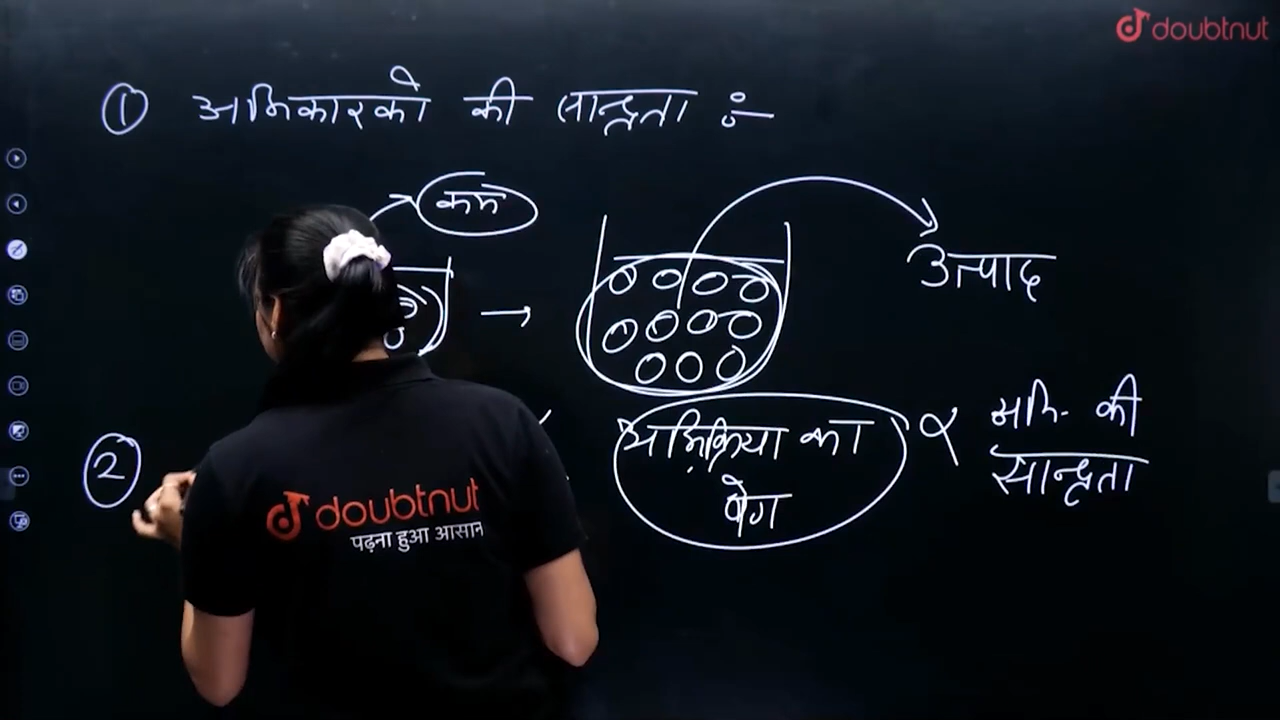 doubtnut
① अभिकारको की सान्द्रता :-
कम
→
उत्पाद
अभिक्रिया का ∝ अभि- की
वेग सान्द्रता
②
doubtnut
पढ़ना हुआ आसान